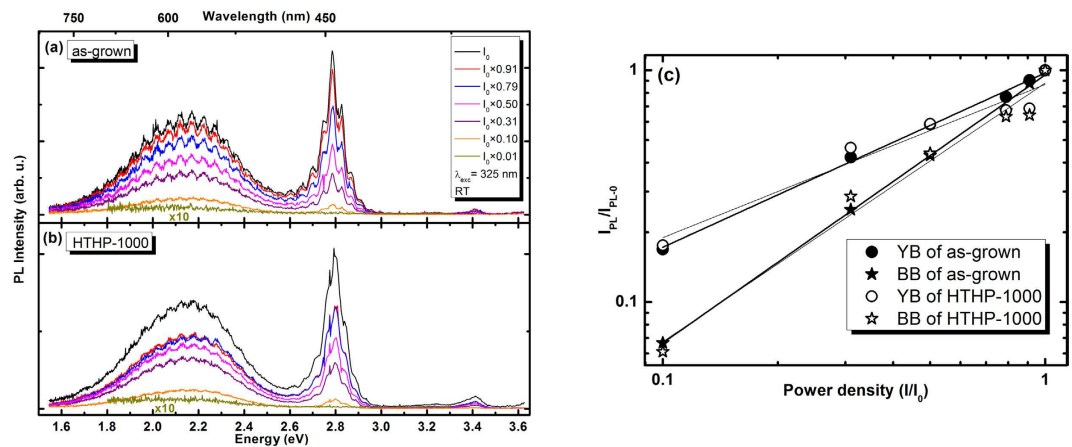 750 600 Wavelength (nm) 450
(a) as-grown
I₀
I₀×0.91
I₀×0.79
I₀×0.50
I₀×0.31
I₀×0.10
I₀×0.01
λexc= 325 nm
RT
x10
PL Intensity (arb. u.)
(b) HTHP-1000
x10
1.6 1.8 2.0 2.2 2.4 2.6 2.8 3.0 3.2 3.4 3.6
Energy (eV)
(c)
1
0.1
I_PL/I_PL-0
YB of as-grown
BB of as-grown
YB of HTHP-1000
BB of HTHP-1000
0.1 1
Power density (I/I₀)